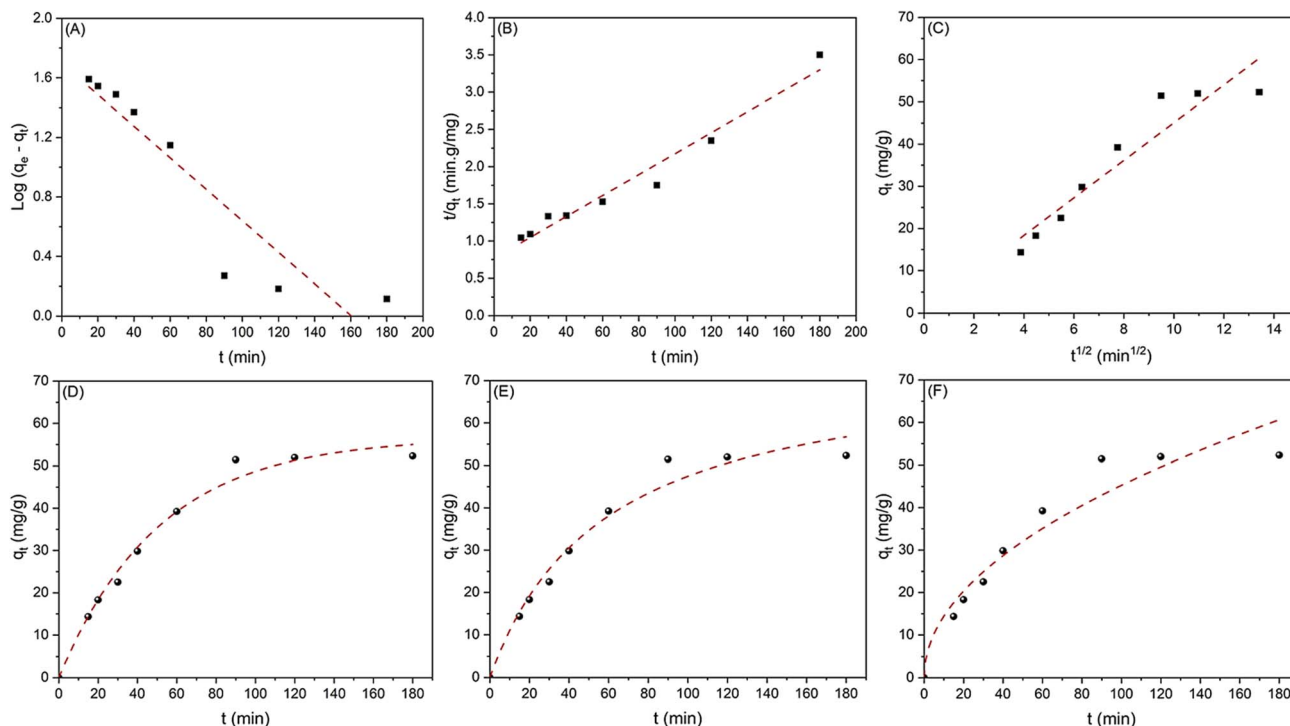 (A)
Log (qe - qt)
2.0
1.6
1.2
0.8
0.4
0.0
0 20 40 60 80 100 120 140 160 180 200
t (min)
(B)
t/qt (min.g/mg)
4.0
3.5
3.0
2.5
2.0
1.5
1.0
0.5
0.0
0 20 40 60 80 100 120 140 160 180 200
t (min)
(C)
qt (mg/g)
70
60
50
40
30
20
10
0
0 2 4 6 8 10 12 14
t1/2 (min1/2)
(D)
qt (mg/g)
70
60
50
40
30
20
10
0
0 20 40 60 80 100 120 140 160 180
t (min)
(E)
qt (mg/g)
70
60
50
40
30
20
10
0
0 20 40 60 80 100 120 140 160 180
t (min)
(F)
qt (mg/g)
70
60
50
40
30
20
10
0
0 20 40 60 80 100 120 140 160 180
t (min)